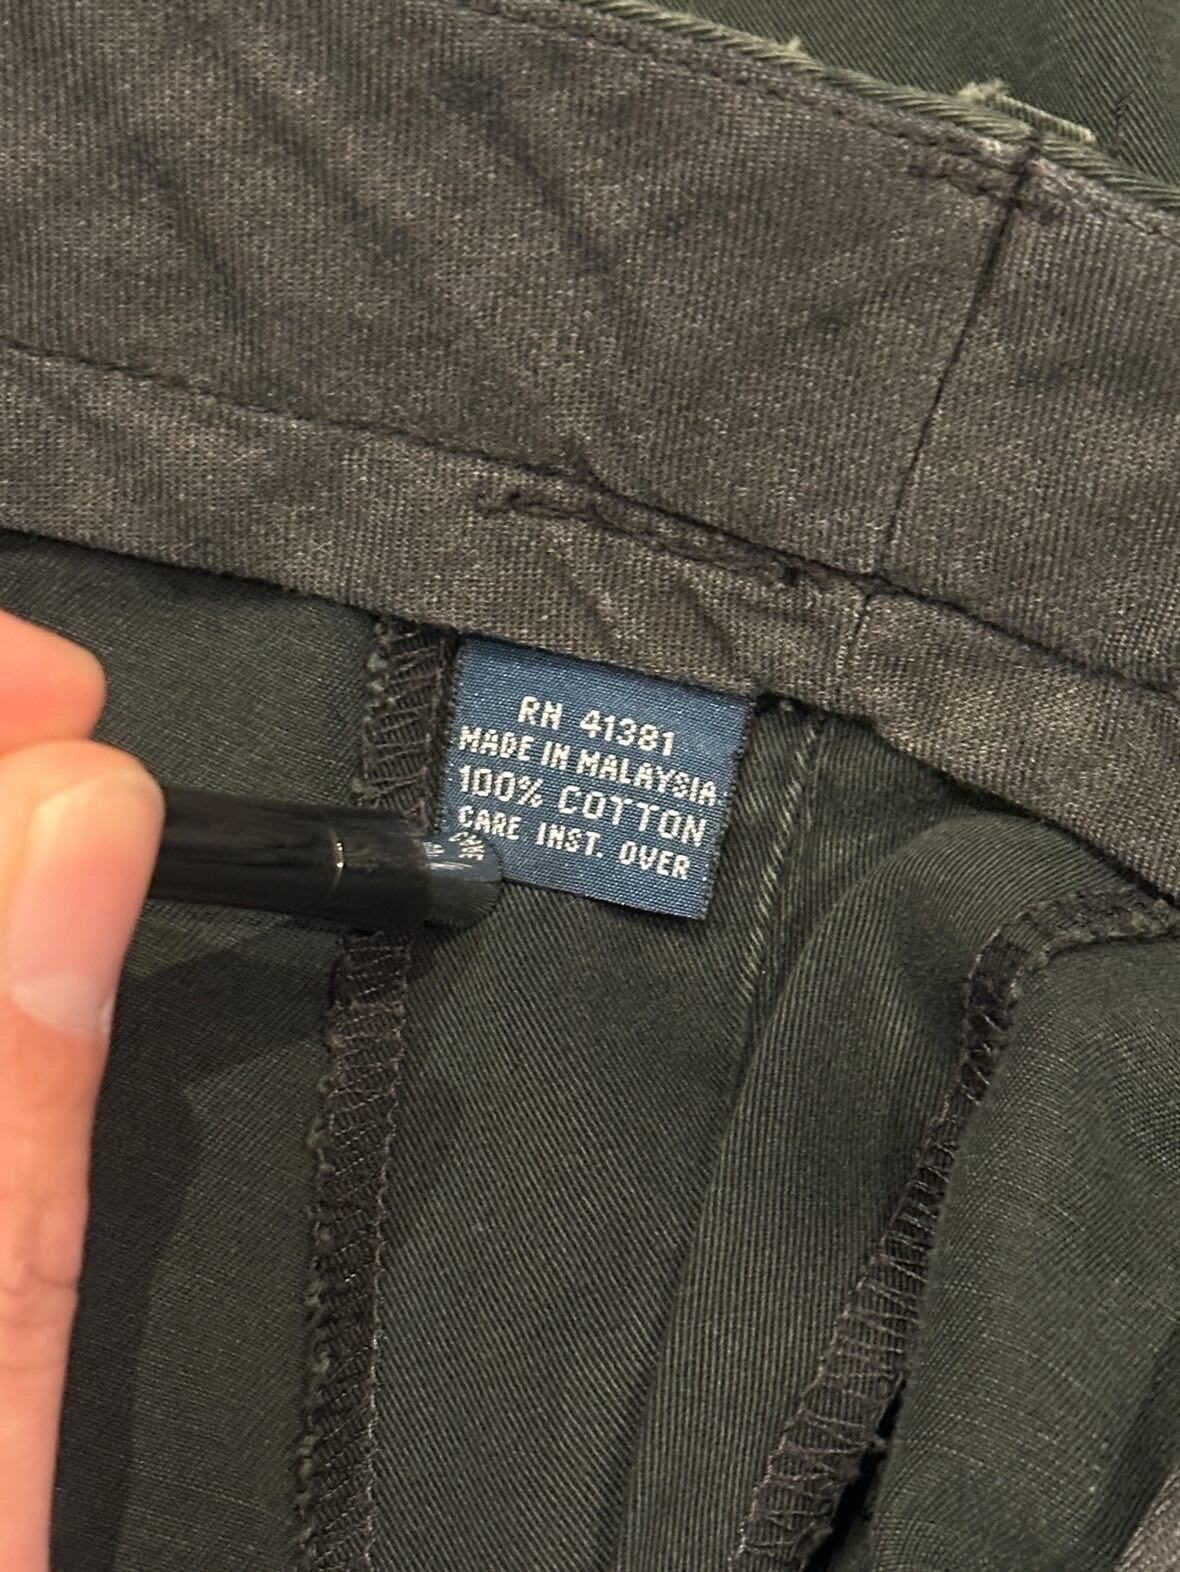 RN 41381
MADE IN MALAYSIA
100% COTTON
CARE INST. OVER